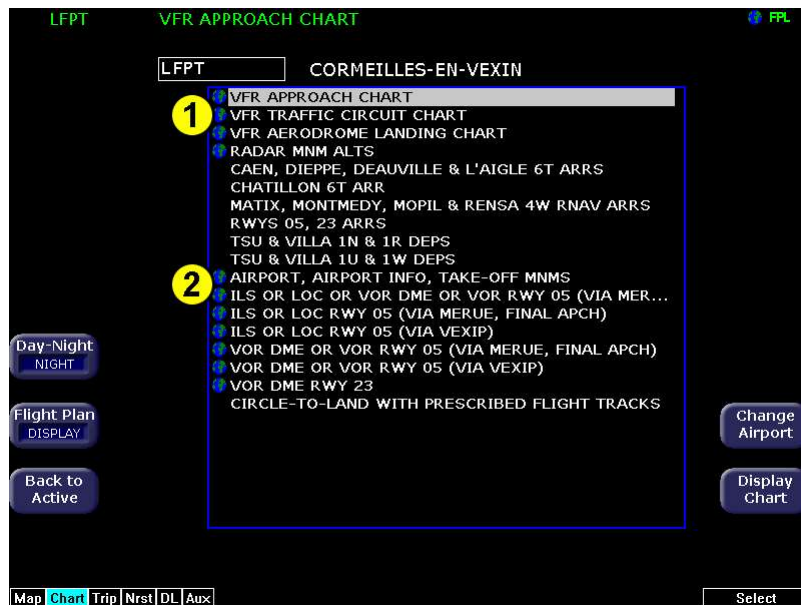 LFPT VFR APPROACH CHART FPL
LFPT CORMEILLES-EN-VEXIN
VFR APPROACH CHART
1
VFR TRAFFIC CIRCUIT CHART
VFR AERODROME LANDING CHART
RADAR MNM ALTS
CAEN, DIEPPE, DEAUVILLE & L'AIGLE 6T ARRS
CHATILLON 6T ARR
MATIX, MONTMEDY, MOPIL & RENSA 4W RNAV ARRS
RWYS 05, 23 ARRS
TSU & VILLA 1N & 1R DEPS
TSU & VILLA 1U & 1W DEPS
2
AIRPORT, AIRPORT INFO, TAKE-OFF MNMS
ILS OR LOC OR VOR DME OR VOR RWY 05 (VIA MER...
ILS OR LOC RWY 05 (VIA MERUE, FINAL APCH)
ILS OR LOC RWY 05 (VIA VEXIP)
VOR DME OR VOR RWY 05 (VIA MERUE, FINAL APCH)
VOR DME OR VOR RWY 05 (VIA VEXIP)
VOR DME RWY 23
CIRCLE-TO-LAND WITH PRESCRIBED FLIGHT TRACKS
Day-Night
NIGHT
Flight Plan
DISPLAY
Back to
Active
Change
Airport
Display
Chart
Map Chart Trip Nrst DL Aux Select